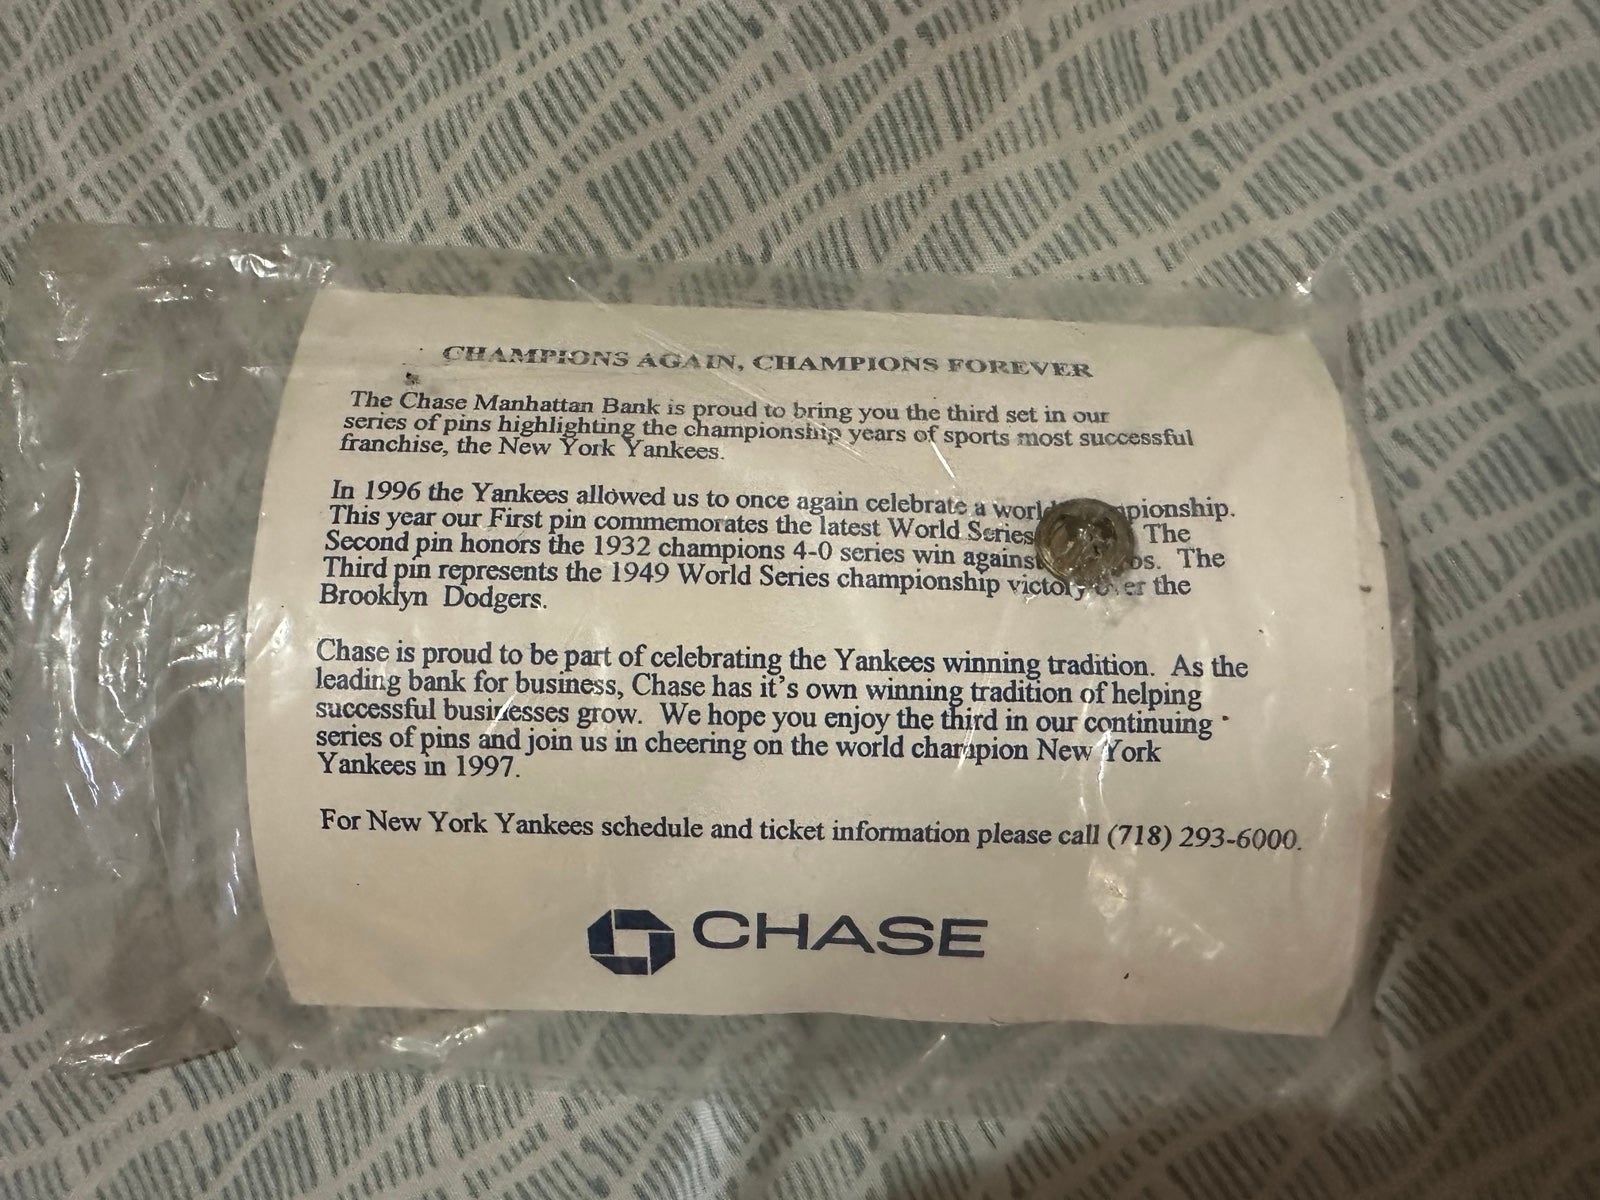 CHAMPIONS AGAIN, CHAMPIONS FOREVER
The Chase Manhattan Bank is proud to bring you the third set in our
series of pins highlighting the championship years of sports most successful
franchise, the New York Yankees.
In 1996 the Yankees allowed us to once again celebrate a world
This year our First pin commemorates the latest World Series The
Second pin honors the 1932 champions 4-0 series win against The
Third pin represents the 1949 World Series championship victory over the
Brooklyn Dodgers.
Chase is proud to be part of celebrating the Yankees winning tradition. As the
leading bank for business, Chase has it's own winning tradition of helping
successful businesses grow. We hope you enjoy the third in our continuing
series of pins and join us in cheering on the world champion New York
Yankees in 1997.
For New York Yankees schedule and ticket information please call (718) 293-6000.
CHASE